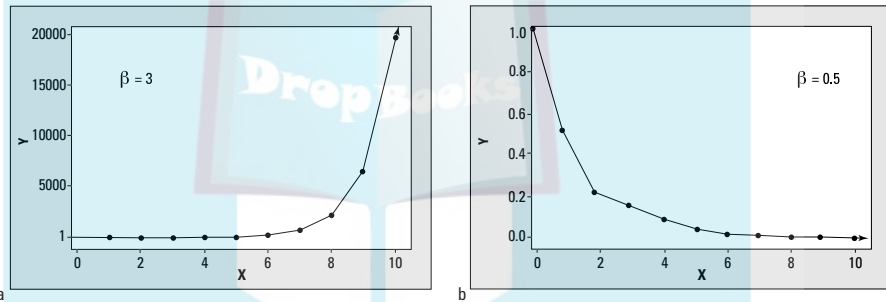 20000
15000
10000
5000
1
Y
β = 3
0 2 4 6 8 10
X
a
1.0
0.8
0.6
0.4
0.2
0.0
Y
β = 0.5
0 2 4 6 8 10
X
b
DropBooks